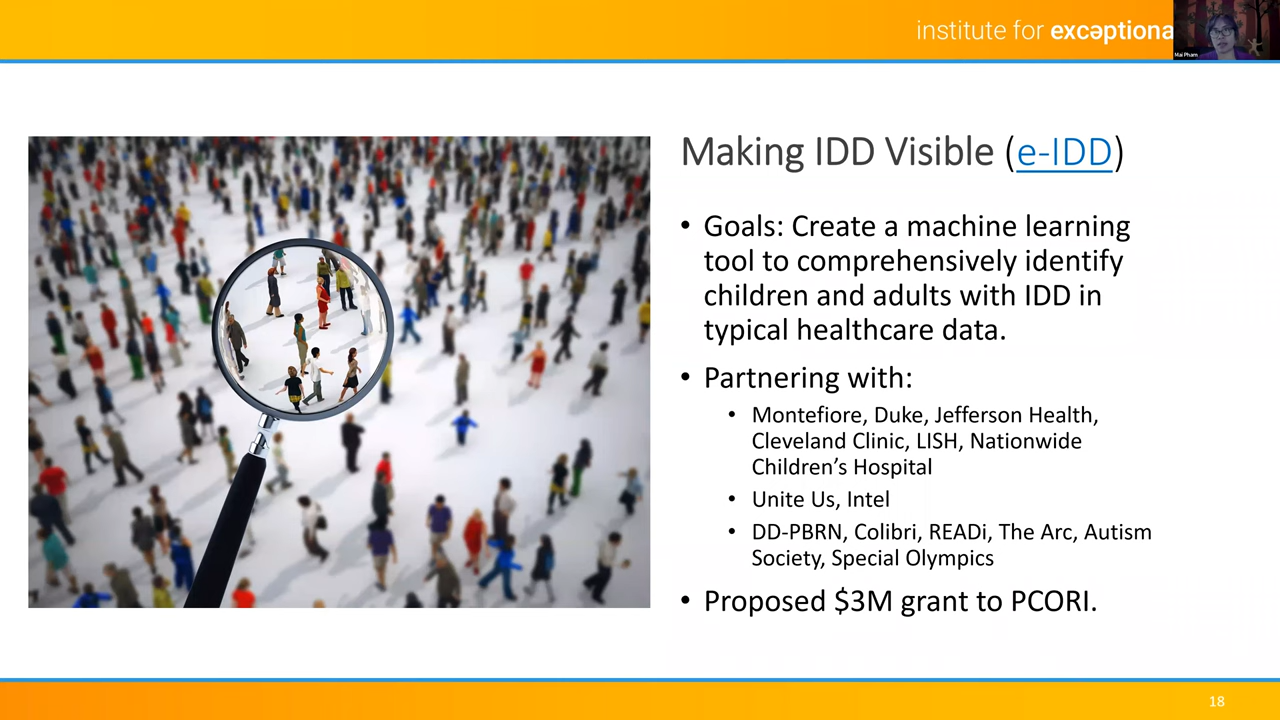 institute for excəptiona
Mai Pham
Making IDD Visible (e-IDD)
• Goals: Create a machine learning
tool to comprehensively identify
children and adults with IDD in
typical healthcare data.
• Partnering with:
• Montefiore, Duke, Jefferson Health,
Cleveland Clinic, LISH, Nationwide
Children’s Hospital
• Unite Us, Intel
• DD-PBRN, Colibri, READi, The Arc, Autism
Society, Special Olympics
• Proposed $3M grant to PCORI.
18